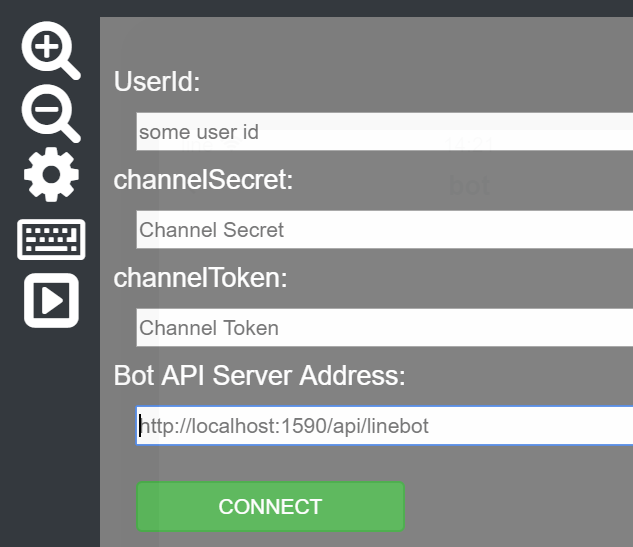 UserId:
some user id
channelSecret:
Channel Secret
channelToken:
Channel Token
Bot API Server Address:
http://localhost:1590/api/linebot
CONNECT